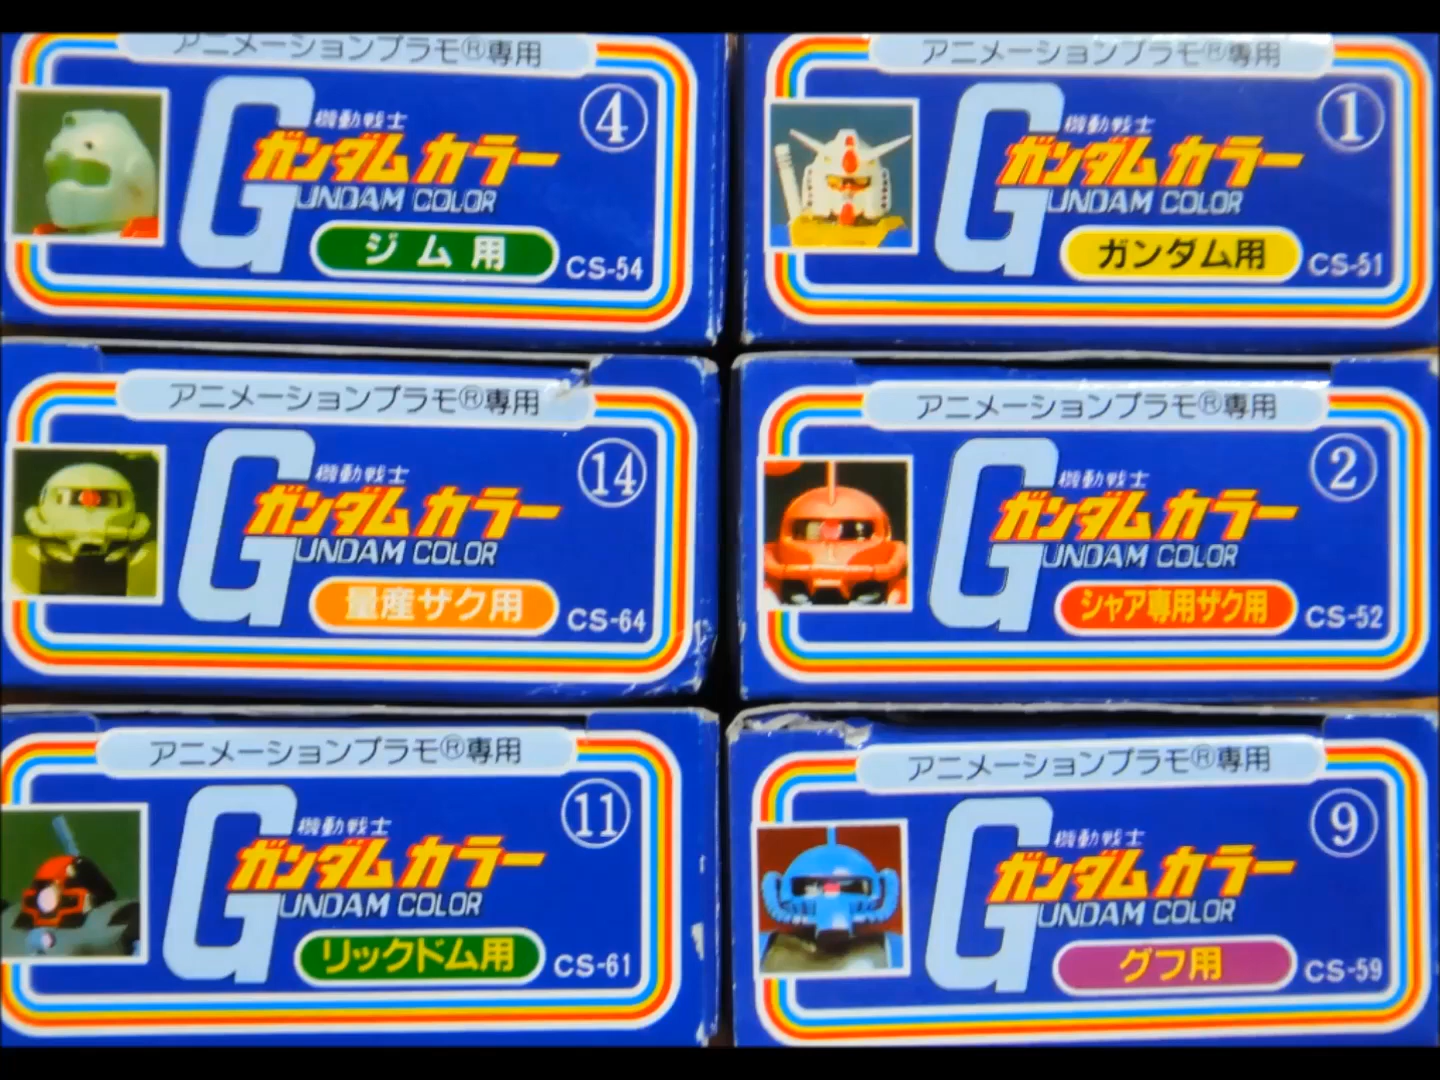 アニメーションプラモ®専用
④
機動戦士
ガンダムカラー
GUNDAM COLOR
ジム用
CS-54
アニメーションプラモ®専用
①
機動戦士
ガンダムカラー
GUNDAM COLOR
ガンダム用
CS-51
アニメーションプラモ®専用
⑭
機動戦士
ガンダムカラー
GUNDAM COLOR
量産ザク用
CS-64
アニメーションプラモ®専用
②
機動戦士
ガンダムカラー
GUNDAM COLOR
シャア専用ザク用
CS-52
アニメーションプラモ®専用
⑪
機動戦士
ガンダムカラー
GUNDAM COLOR
リックドム用
CS-61
アニメーションプラモ®専用
⑨
機動戦士
ガンダムカラー
GUNDAM COLOR
グフ用
CS-59